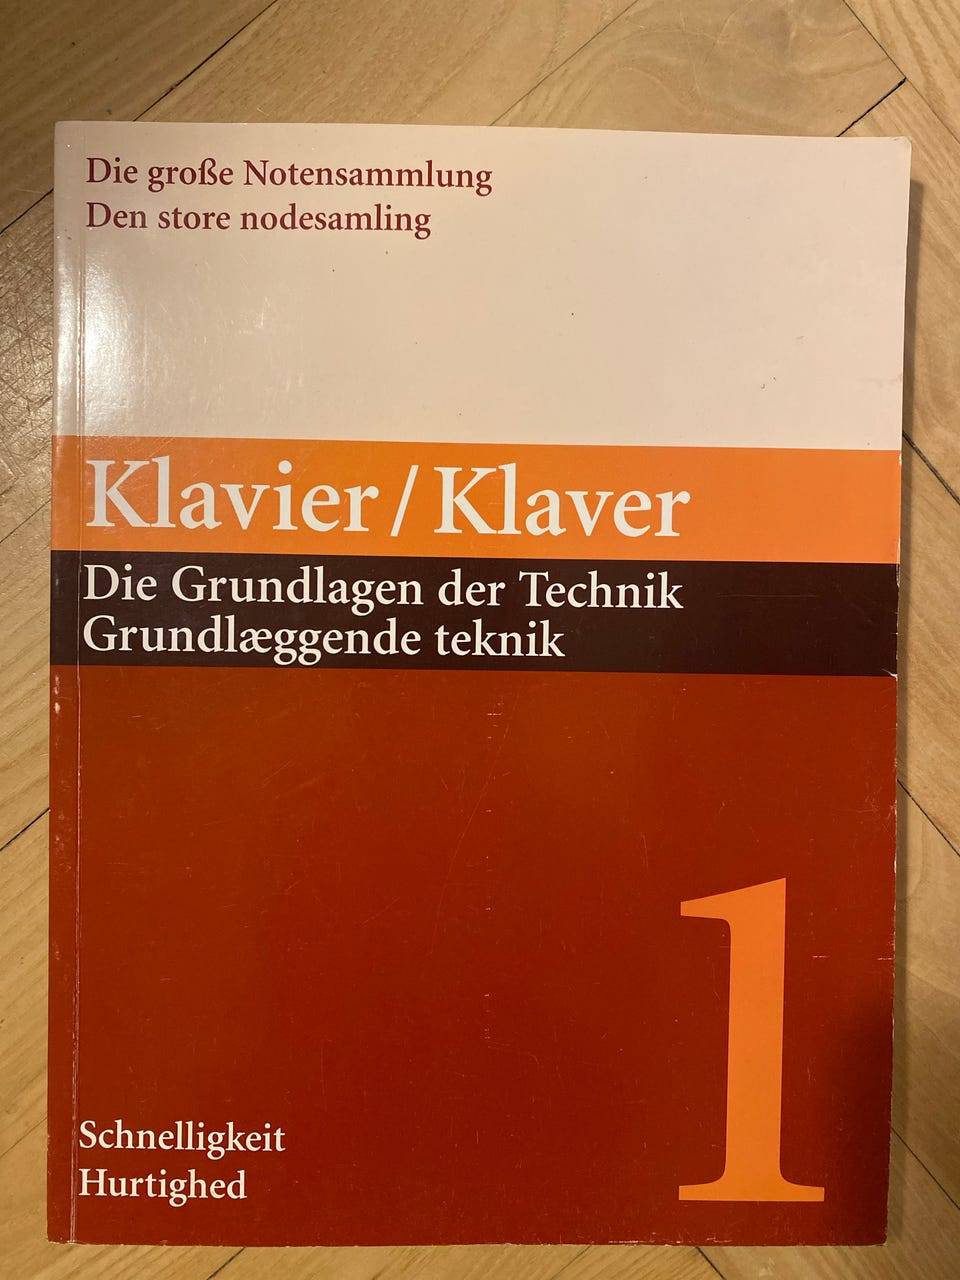 Die große Notensammlung
Den store nodesamling
Klavier / Klaver
Die Grundlagen der Technik
Grundlæggende teknik
1
Schnelligkeit
Hurtighed